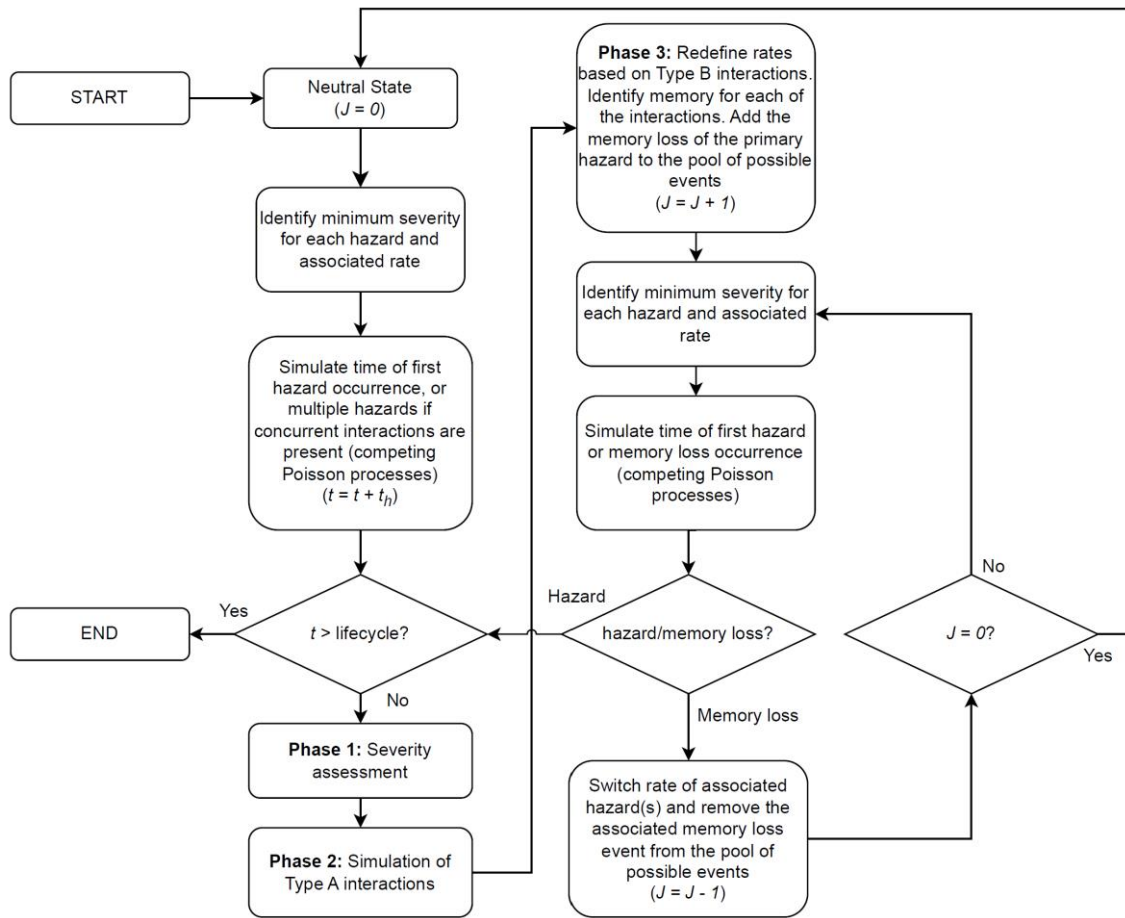 START
Neutral State
(J = 0)
Identify minimum severity
for each hazard and
associated rate
Simulate time of first
hazard occurrence, or
multiple hazards if
concurrent interactions are
present (competing
Poisson processes)
(t = t + t_h)
Yes
END
t > lifecycle?
No
Phase 1: Severity
assessment
Phase 2: Simulation of
Type A interactions
Phase 3: Redefine rates
based on Type B interactions.
Identify memory for each of
the interactions. Add the
memory loss of the primary
hazard to the pool of possible
events
(J = J + 1)
Identify minimum severity for
each hazard and associated
rate
Simulate time of first hazard
or memory loss occurrence
(competing Poisson
processes)
Hazard
hazard/memory loss?
Memory loss
Switch rate of associated
hazard(s) and remove the
associated memory loss
event from the pool of
possible events
(J = J - 1)
No
J = 0?
Yes